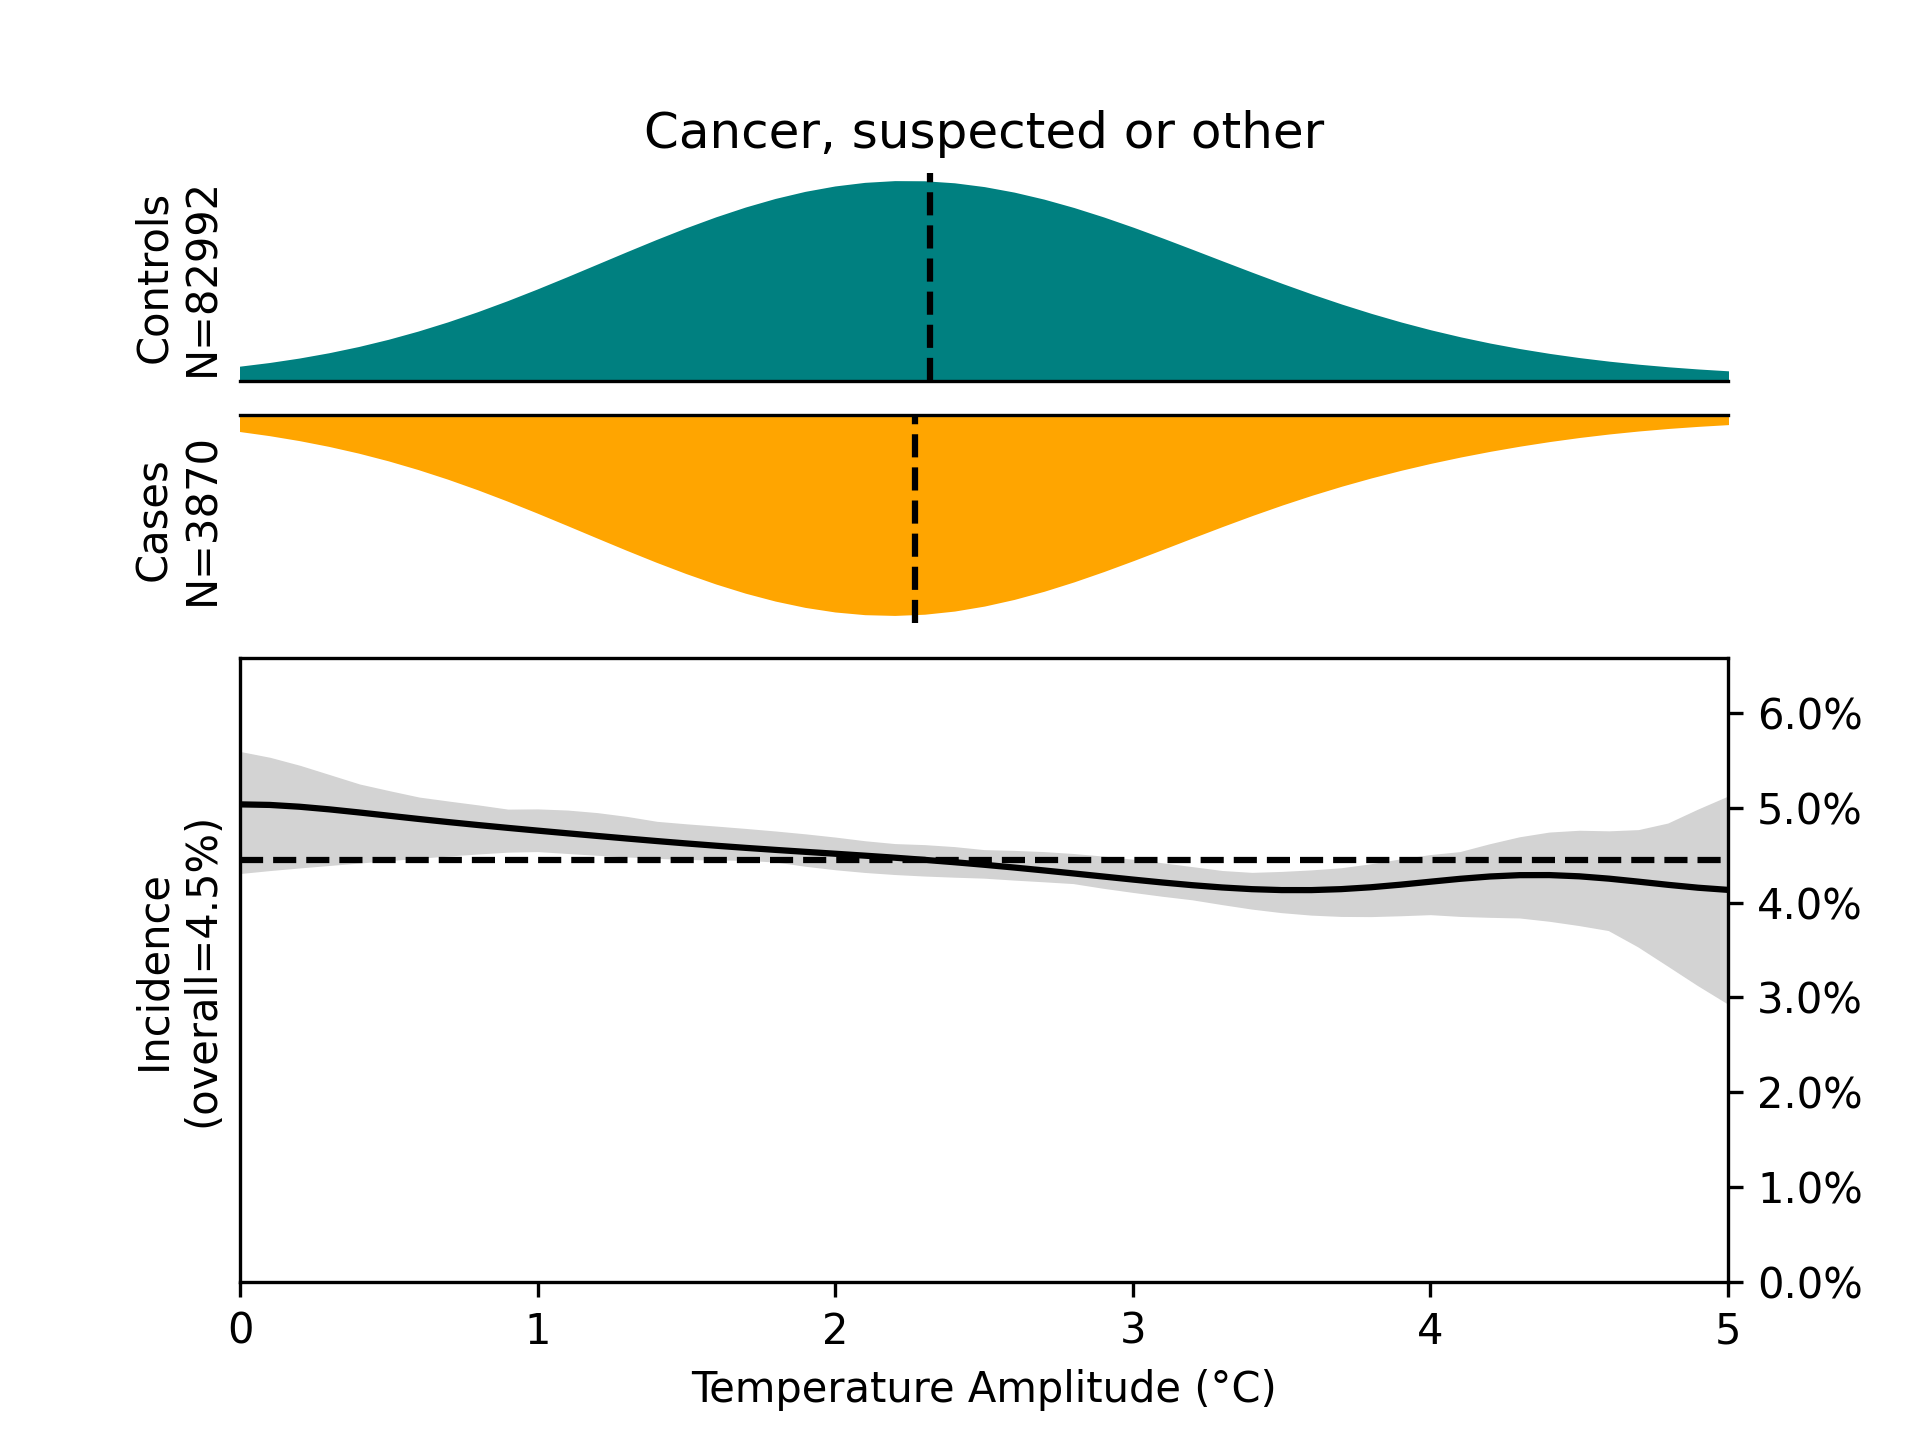 Cancer, suspected or other
Controls
N=82992
Cases
N=3870
Incidence
(overall=4.5%)
6.0%
5.0%
4.0%
3.0%
2.0%
1.0%
0.0%
0 1 2 3 4 5
Temperature Amplitude (°C)